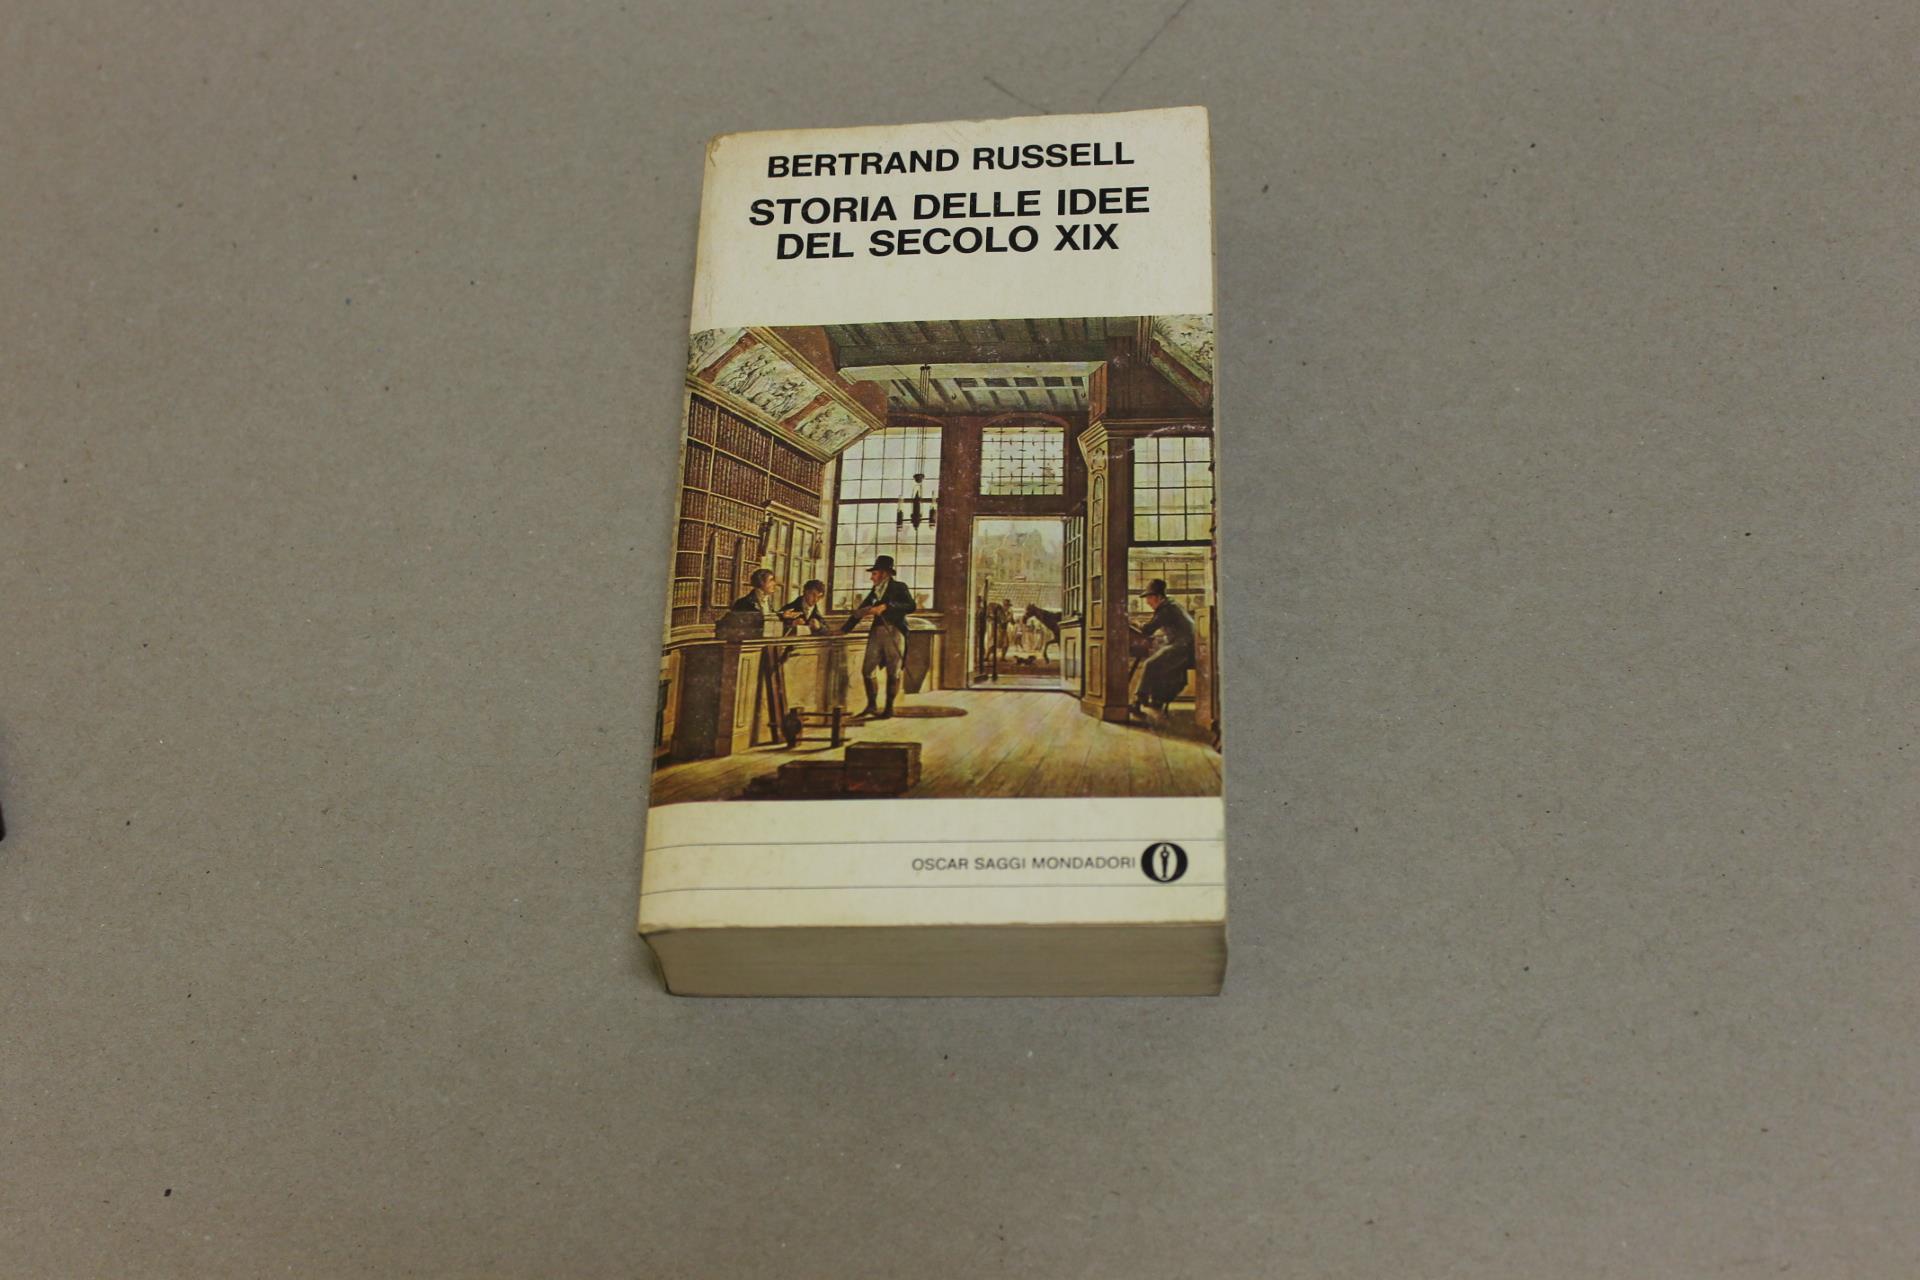 BERTRAND RUSSELL
STORIA DELLE IDEE
DEL SECOLO XIX
OSCAR SAGGI MONDADORI